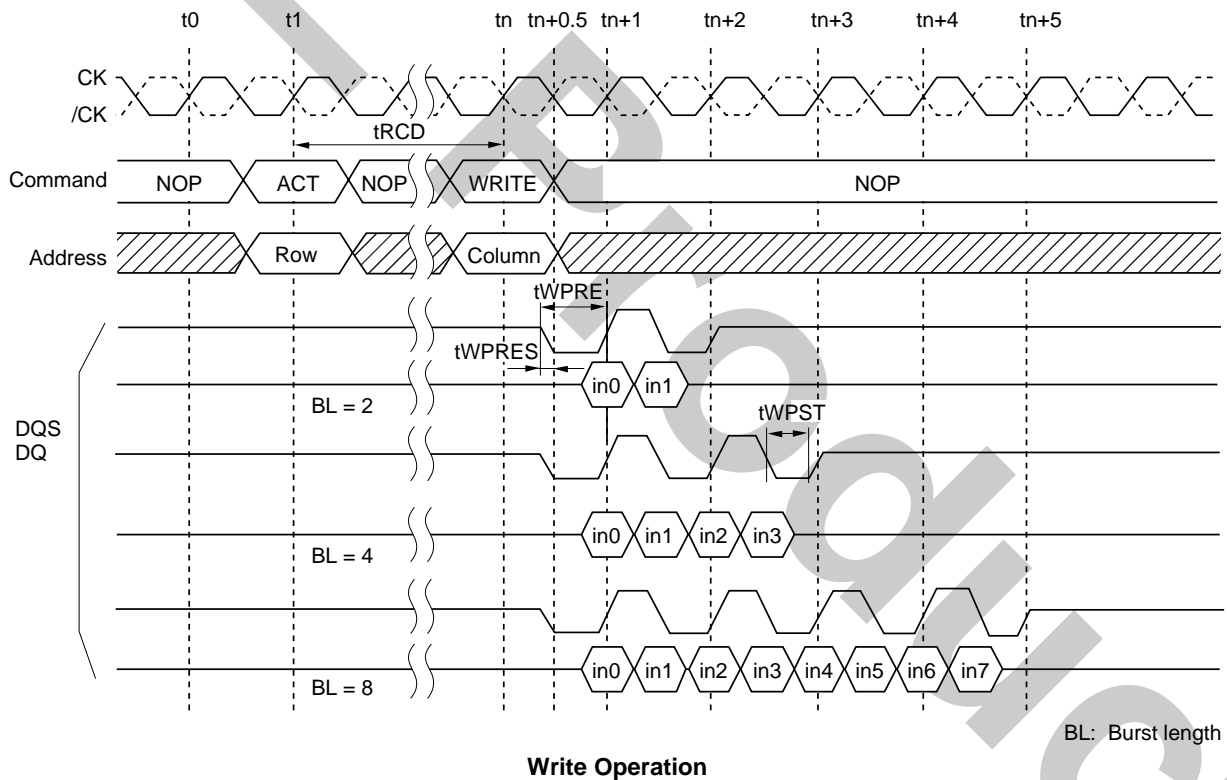 t0 t1 tn tn+0.5 tn+1 tn+2 tn+3 tn+4 tn+5
CK
/CK
tRCD
Command NOP ACT NOP WRITE NOP
Address Row Column
tWPRE
tWPRES
in0 in1
BL = 2
tWPST
DQS
DQ
in0 in1 in2 in3
BL = 4
in0 in1 in2 in3 in4 in5 in6 in7
BL = 8
BL: Burst length
Write Operation
Produc